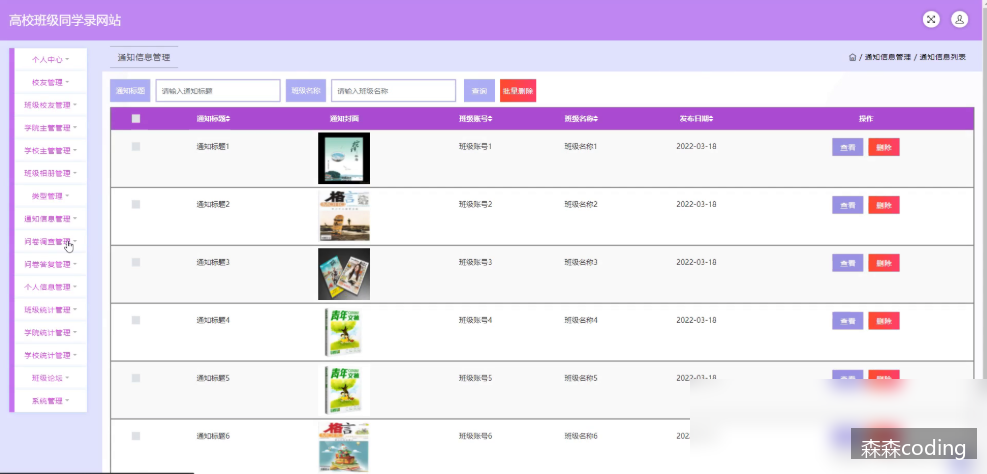 高校班级同学录网站
个人中心
校友管理
班级校友管理
学院主管管理
学校主管管理
班级相册管理
类型管理
通知信息管理
问卷调查管理
问卷答复管理
个人信息管理
班级统计管理
学院统计管理
学校统计管理
班级论坛
系统管理
通知信息管理
/ 通知信息管理 / 通知信息列表
通知标题 请输入通知标题 班级名称 请输入班级名称 查询 批量删除
通知标题 通知封面 班级账号 班级名称 发布日期 操作
通知标题1 班级账号1 班级名称1 2022-03-18 查看 删除
通知标题2 格言 班级账号2 班级名称2 2022-03-18 查看 删除
通知标题3 班级账号3 班级名称3 2022-03-18 查看 删除
通知标题4 青年文摘 班级账号4 班级名称4 2022-03-18 查看 删除
通知标题5 青年文摘 班级账号5 班级名称5 2022-03-18
通知标题6 格言 班级账号6 班级名称6 202
森森coding